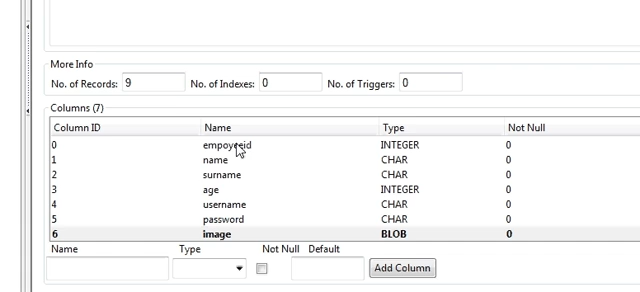 More Info
No. of Records: 9 No. of Indexes: 0 No. of Triggers: 0
Columns (7)
Column ID Name Type Not Null
0 empoyeeid INTEGER 0
1 name CHAR 0
2 surname CHAR 0
3 age INTEGER 0
4 username CHAR 0
5 password CHAR 0
6 image BLOB 0
Name Type Not Null Default
Add Column